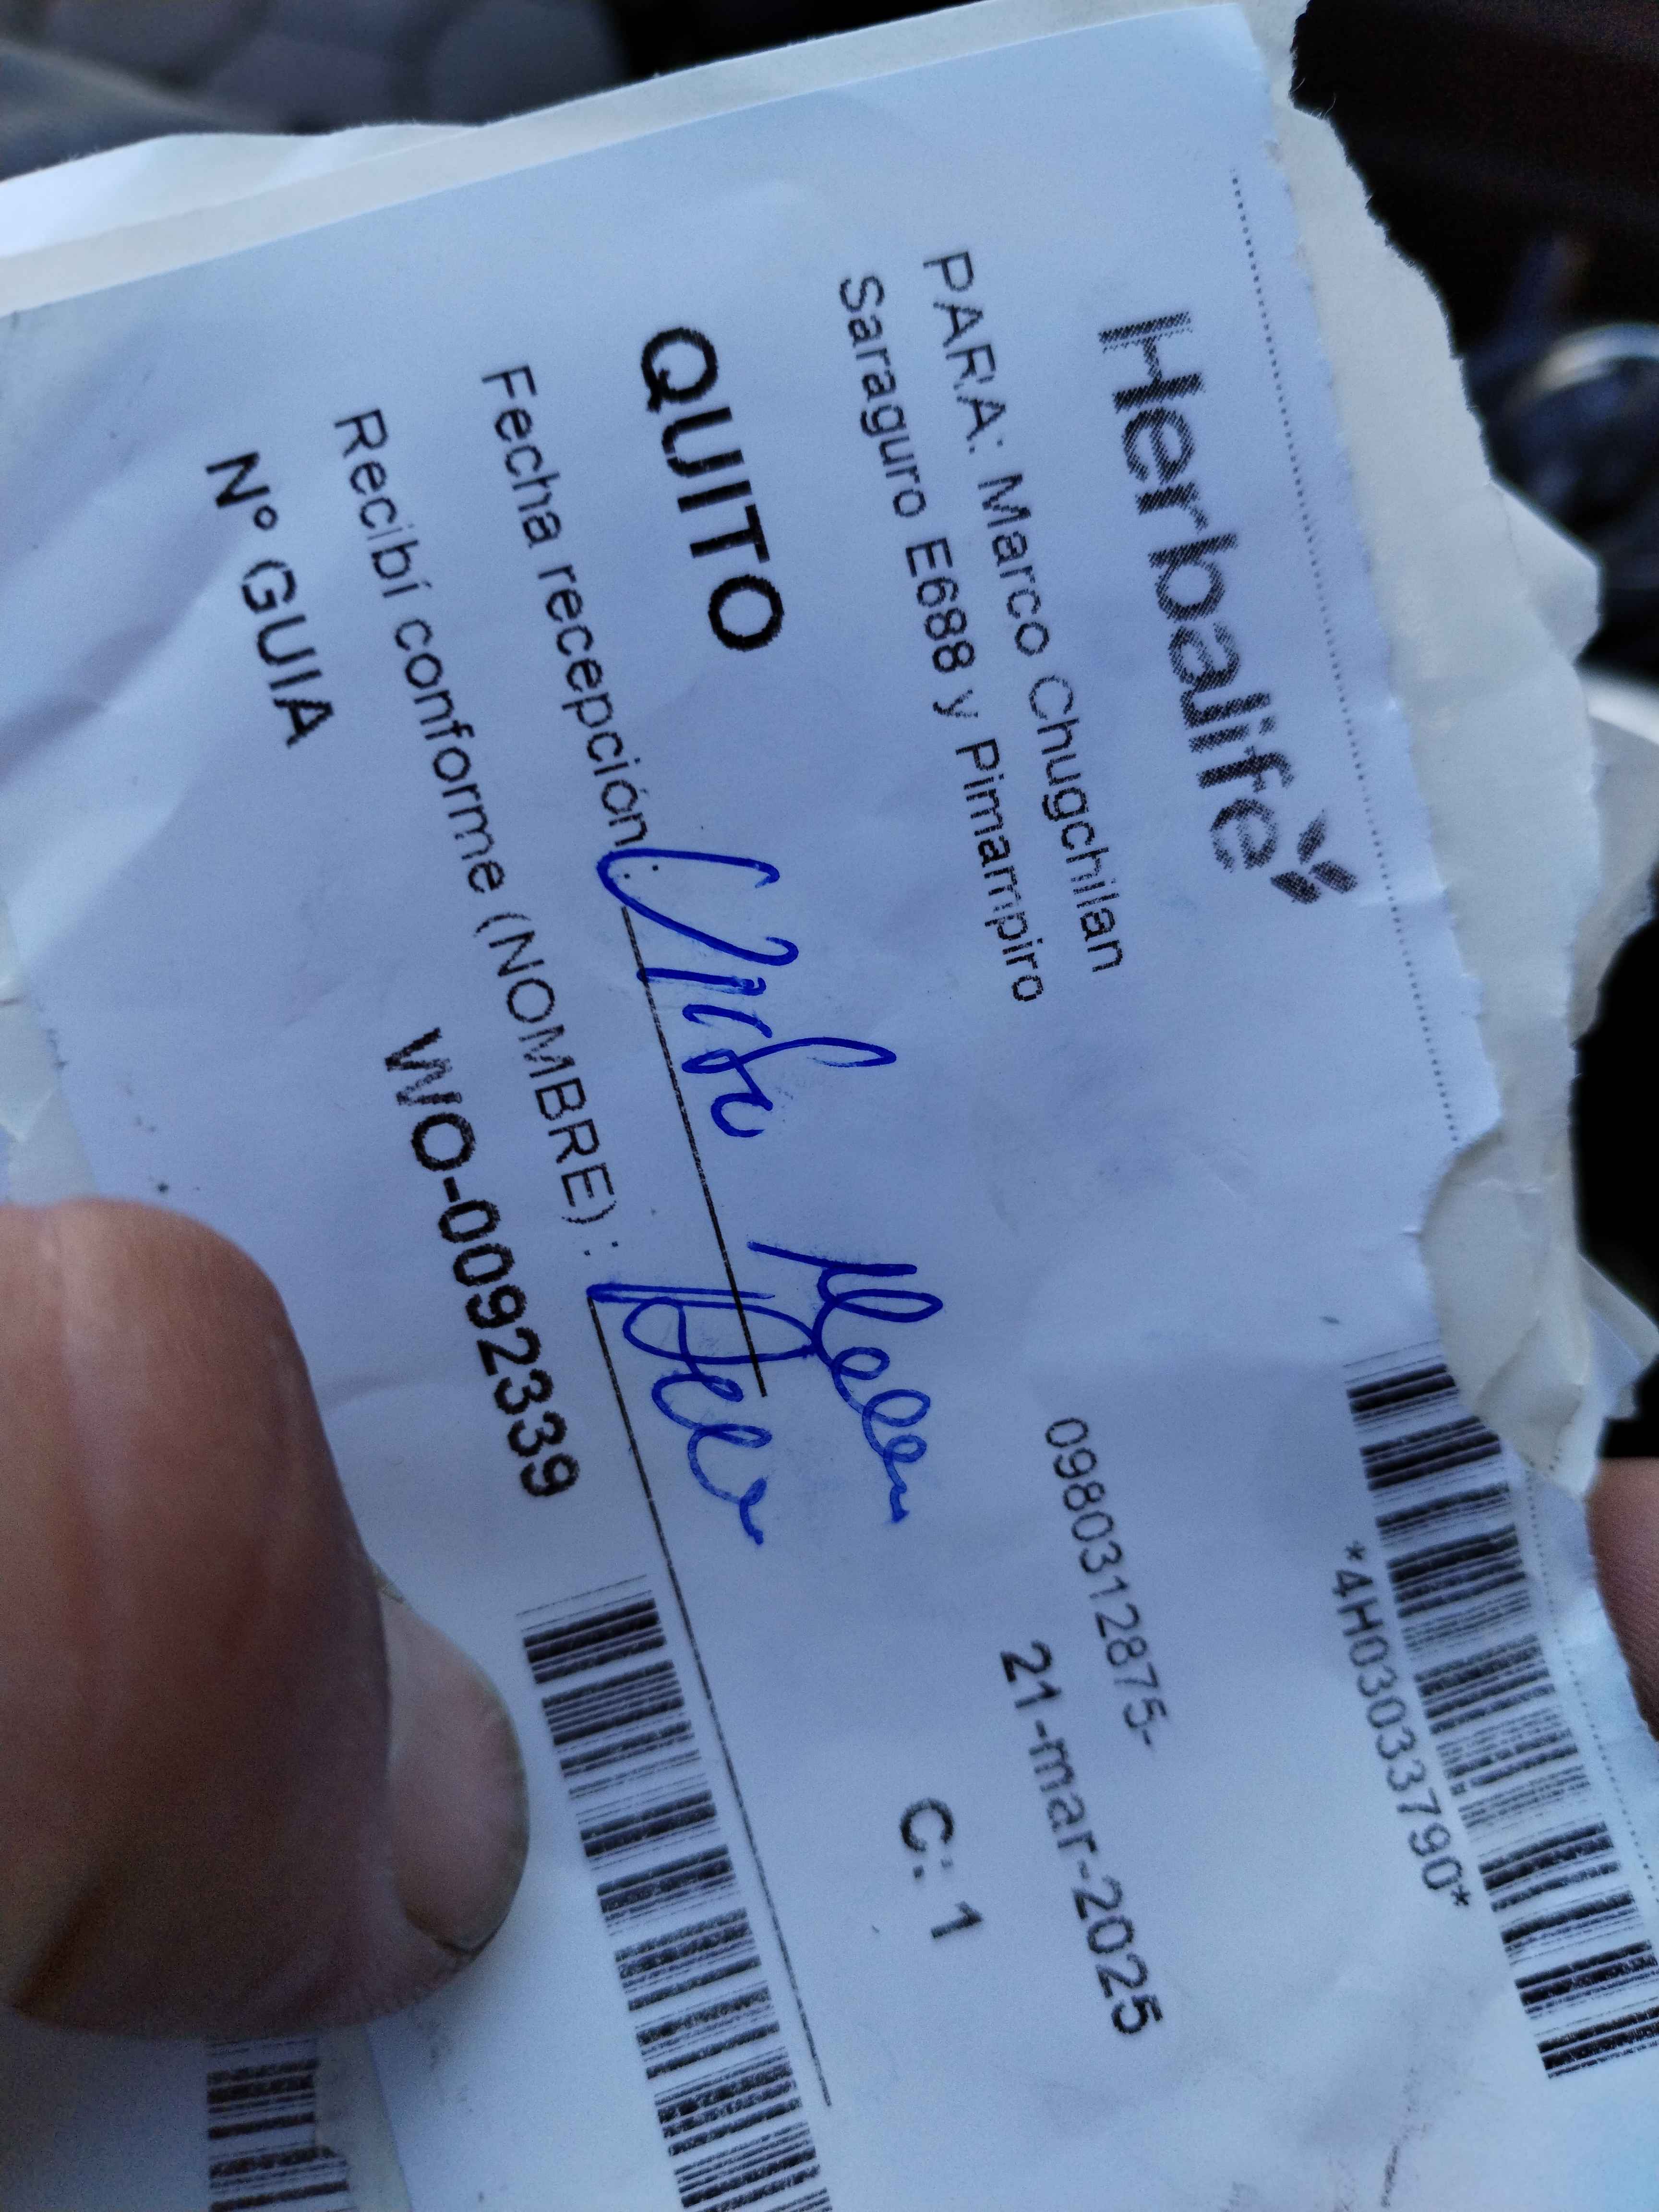 Herbalife
*4H03033790*
PARA: Marco Chugchilan 0980312875-
Saraguro E688 y Pimampiro 21-mar-2025
QUITO C: 1
Fecha recepción :
Recibí conforme (NOMBRE) :
N° GUIA WO-0092339